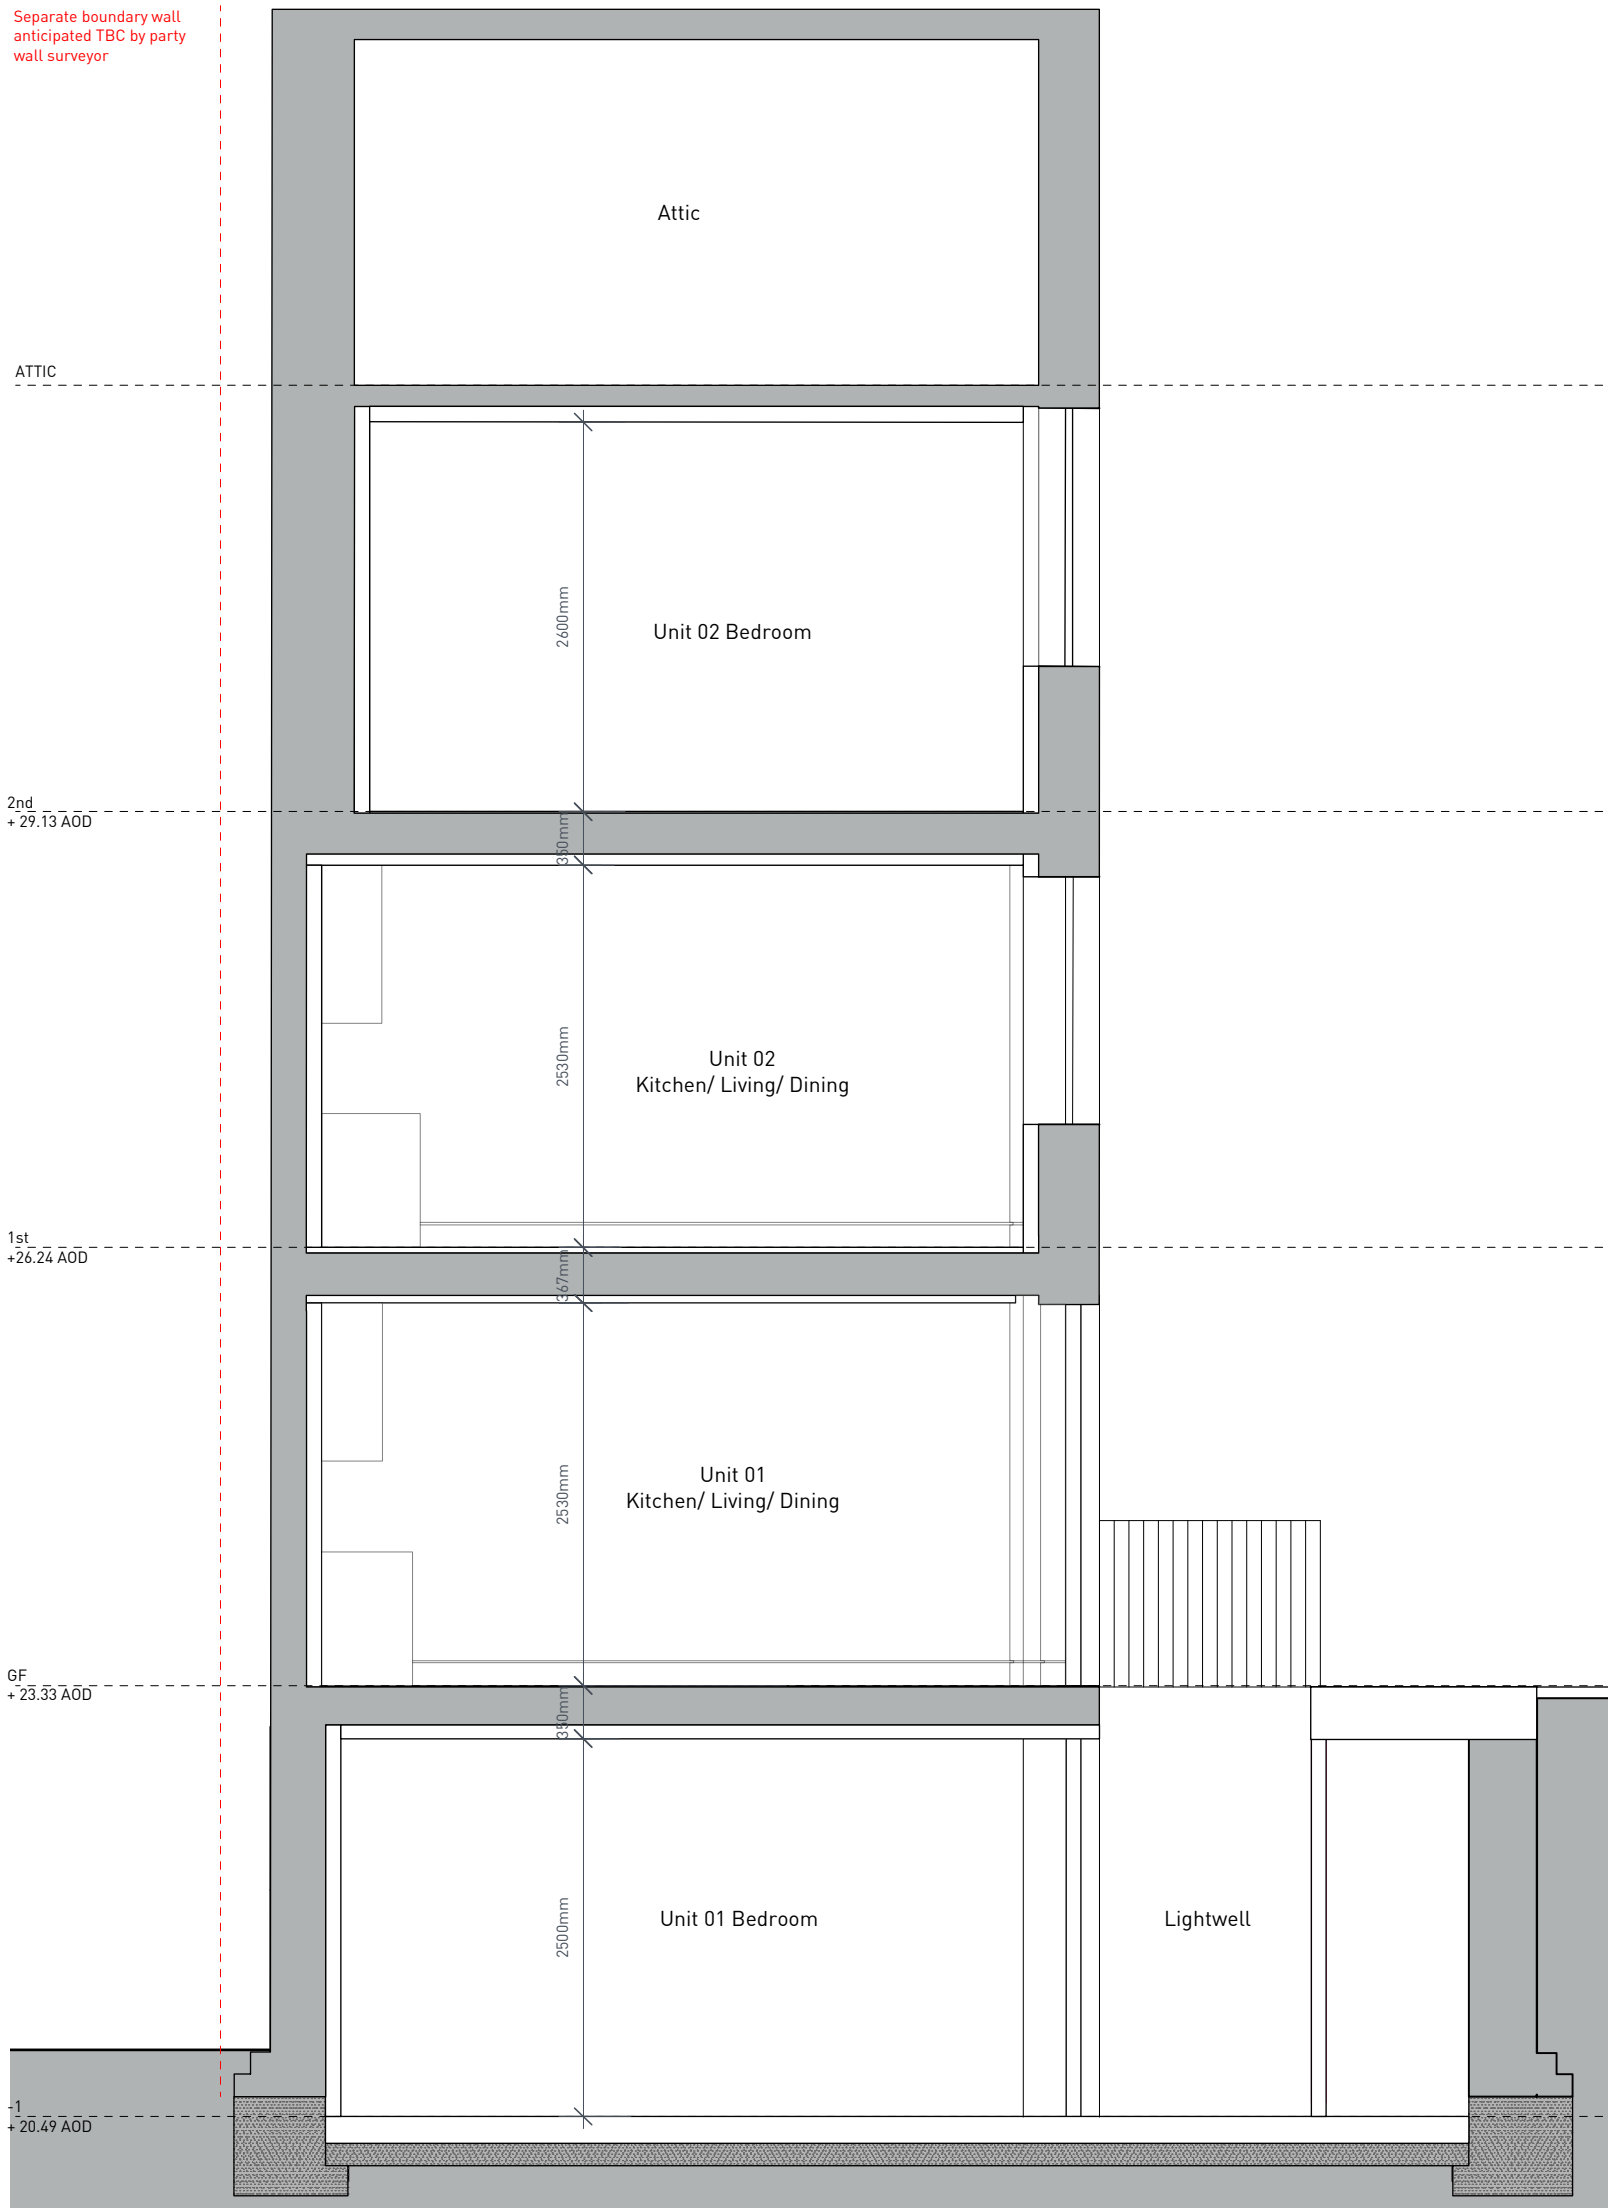 Separate boundary wall
anticipated TBC by party
wall surveyor
Attic
ATTIC
2600mm
Unit 02 Bedroom
2nd
+ 29.13 AOD
350mm
2530mm
Unit 02
Kitchen/ Living/ Dining
1st
+26.24 AOD
367mm
2530mm
Unit 01
Kitchen/ Living/ Dining
GF
+ 23.33 AOD
350mm
2500mm
Unit 01 Bedroom
Lightwell
-1
+ 20.49 AOD